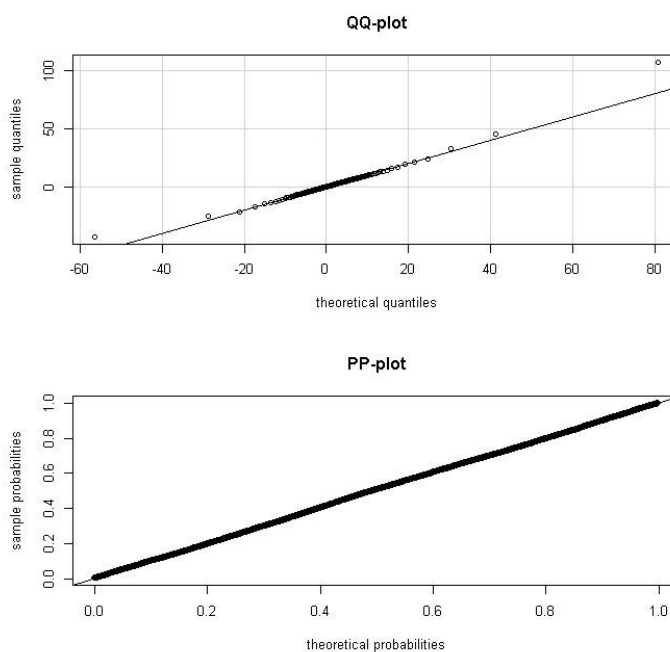 QQ-plot
100
50
0
sample quantiles
-60 -40 -20 0 20 40 60 80
theoretical quantiles
PP-plot
1.0
0.8
0.6
0.4
0.2
0.0
sample probabilities
0.0 0.2 0.4 0.6 0.8 1.0
theoretical probabilities